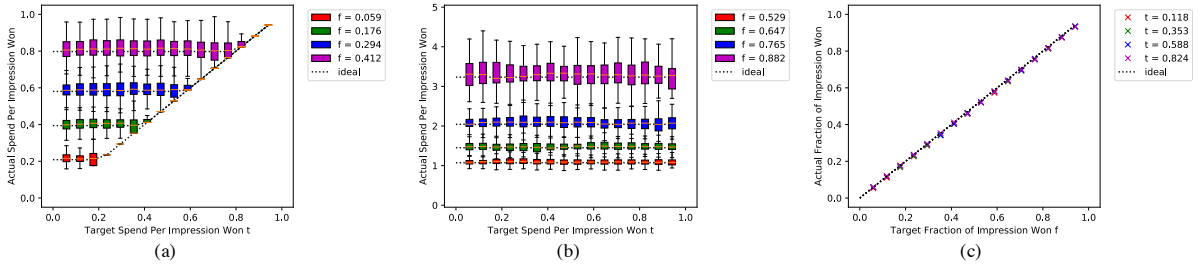 Actual Spend Per Impression Won
1.0
0.8
0.6
0.4
0.2
0.0
0.0 0.2 0.4 0.6 0.8 1.0
Target Spend Per Impression Won t
f = 0.059
f = 0.176
f = 0.294
f = 0.412
ideal
(a)
Actual Spend Per Impression Won
5
4
3
2
1
0
0.0 0.2 0.4 0.6 0.8 1.0
Target Spend Per Impression Won t
f = 0.529
f = 0.647
f = 0.765
f = 0.882
ideal
(b)
Actual Fraction of Impression Won
1.0
0.8
0.6
0.4
0.2
0.0
0.0 0.2 0.4 0.6 0.8 1.0
Target Fraction of Impression Won f
t = 0.118
t = 0.353
t = 0.588
t = 0.824
ideal
(c)